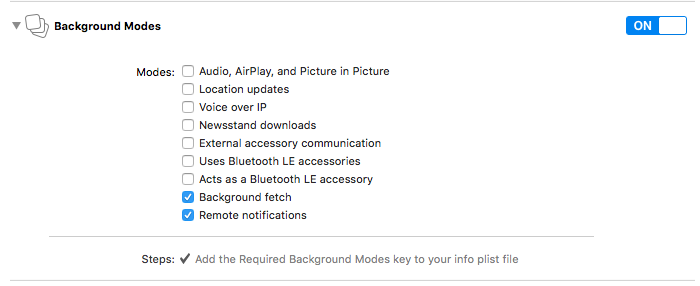 Background Modes
ON
Modes: Audio, AirPlay, and Picture in Picture
Location updates
Voice over IP
Newsstand downloads
External accessory communication
Uses Bluetooth LE accessories
Acts as a Bluetooth LE accessory
Background fetch
Remote notifications
Steps: ✔ Add the Required Background Modes key to your info plist file